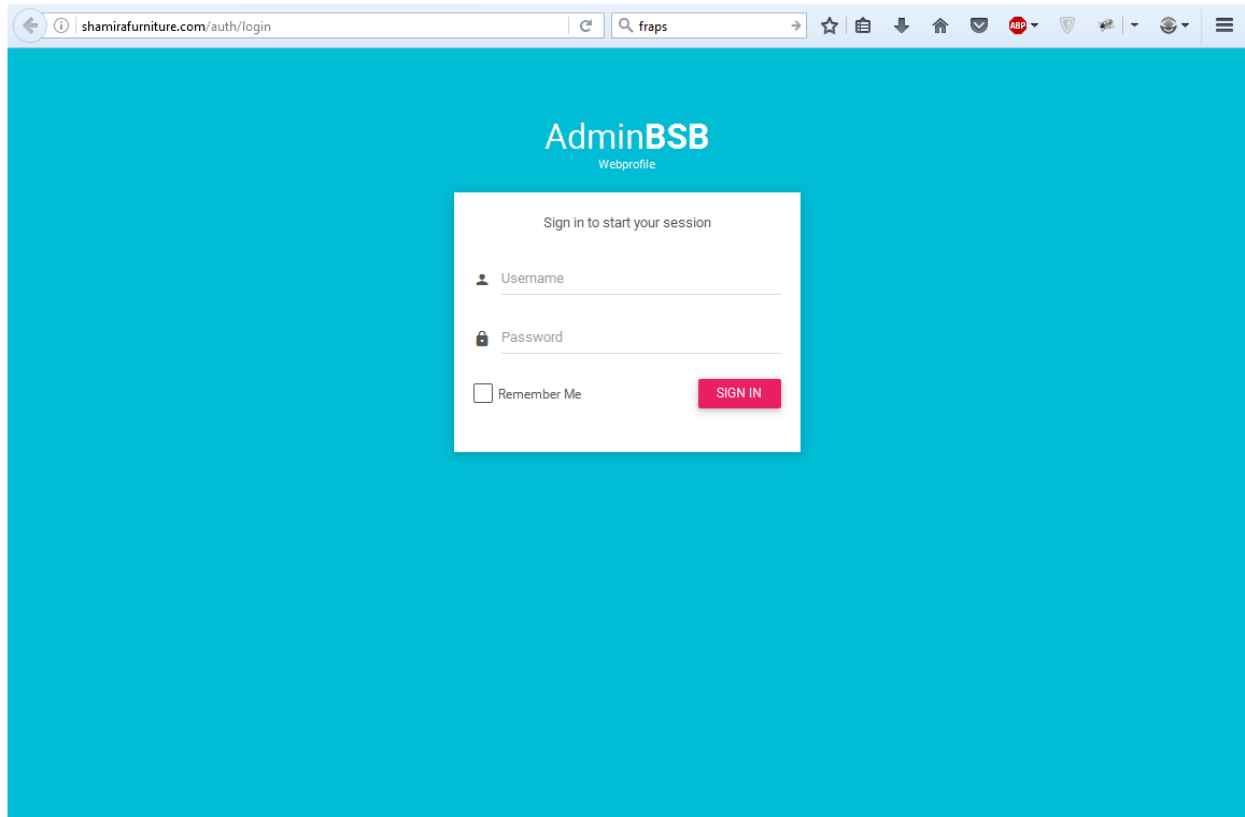 shamirafurniture.com/auth/login
fraps
ABP
AdminBSB
Webprofile
Sign in to start your session
Username
Password
Remember Me
SIGN IN